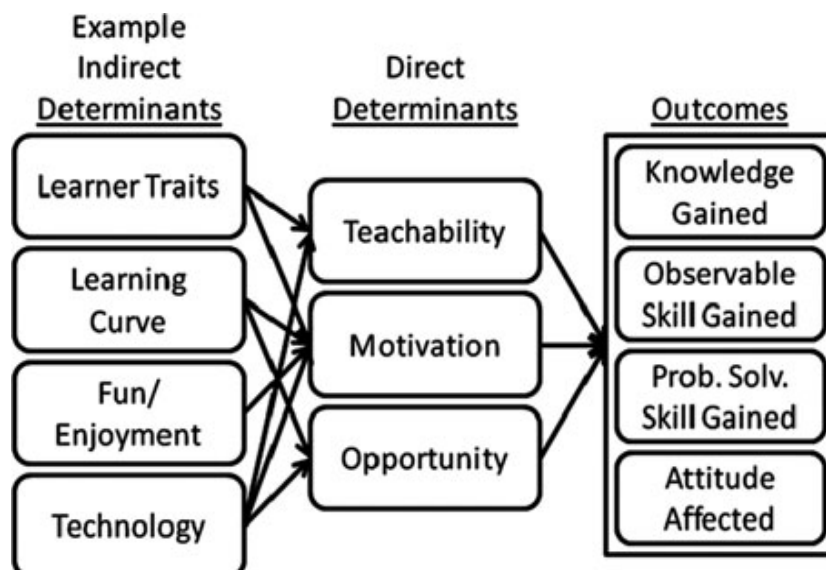 Example
Indirect
Determinants
Learner Traits
Learning
Curve
Fun/
Enjoyment
Technology
Direct
Determinants
Teachability
Motivation
Opportunity
Outcomes
Knowledge
Gained
Observable
Skill Gained
Prob. Solv.
Skill Gained
Attitude
Affected